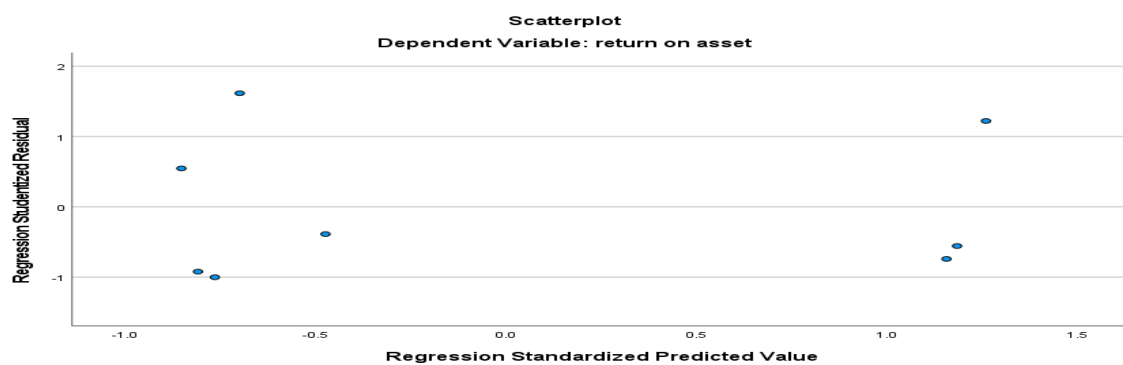 Scatterplot
Dependent Variable: return on asset
Regression Studentized Residual
2
1
0
-1
-1.0 -0.5 0.0 0.5 1.0 1.5
Regression Standardized Predicted Value